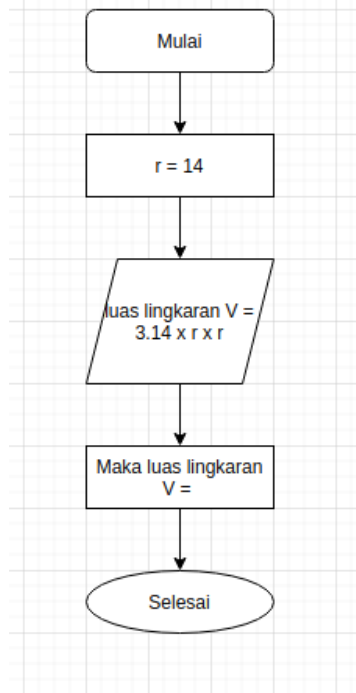 Mulai
r = 14
luas lingkaran V =
3.14 x r x r
Maka luas lingkaran
V =
Selesai